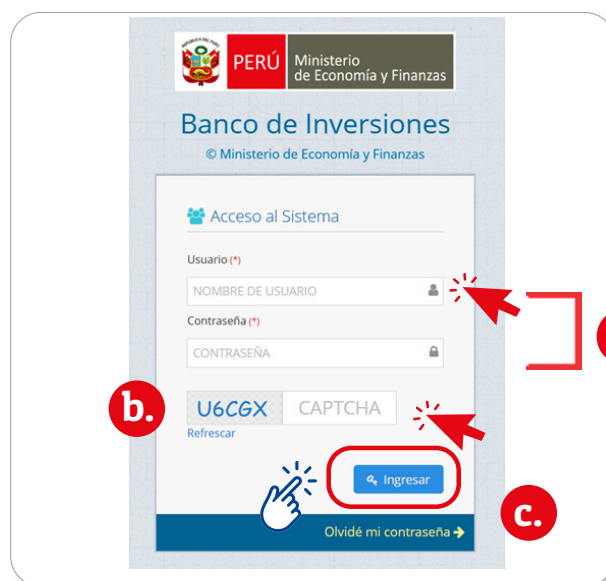 PERÚ
Ministerio
de Economía y Finanzas
Banco de Inversiones
© Ministerio de Economía y Finanzas
Acceso al Sistema
Usuario (*)
NOMBRE DE USUARIO
Contraseña (*)
CONTRASEÑA
b.
U6CGX CAPTCHA
Refrescar
Ingresar
c.
Olvidé mi contraseña